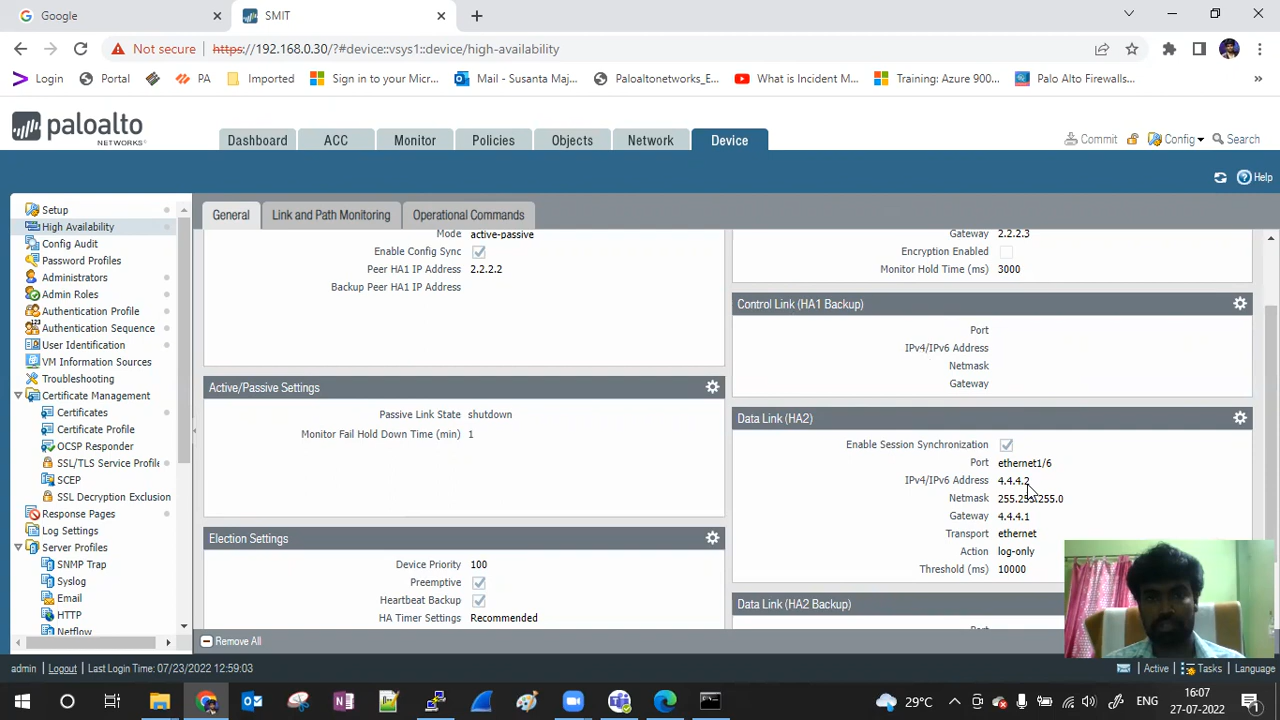 Google
SMIT
Not secure
https://192.168.0.30/?#device::vsys1::device/high-availability
Login
Portal
PA
Imported
Sign in to your Micr...
Mail - Susanta Maj...
Paloaltonetworks_E...
What is Incident M...
Training: Azure 900...
Palo Alto Firewalls...
»
paloalto
NETWORKS
Dashboard
ACC
Monitor
Policies
Objects
Network
Device
Commit
Config
Search
Help
Setup
High Availability
Config Audit
Password Profiles
Administrators
Admin Roles
Authentication Profile
Authentication Sequence
User Identification
VM Information Sources
Troubleshooting
Certificate Management
Certificates
Certificate Profile
OCSP Responder
SSL/TLS Service Profile
SCEP
SSL Decryption Exclusion
Response Pages
Log Settings
Server Profiles
SNMP Trap
Syslog
Email
HTTP
Netflow
General
Link and Path Monitoring
Operational Commands
Mode active-passive
Enable Config Sync
Peer HA1 IP Address 2.2.2.2
Backup Peer HA1 IP Address
Active/Passive Settings
Passive Link State shutdown
Monitor Fail Hold Down Time (min) 1
Election Settings
Device Priority 100
Preemptive
Heartbeat Backup
HA Timer Settings Recommended
Gateway 2.2.2.3
Encryption Enabled
Monitor Hold Time (ms) 3000
Control Link (HA1 Backup)
Port
IPv4/IPv6 Address
Netmask
Gateway
Data Link (HA2)
Enable Session Synchronization
Port ethernet1/6
IPv4/IPv6 Address 4.4.4.2
Netmask 255.255.255.0
Gateway 4.4.4.1
Transport ethernet
Action log-only
Threshold (ms) 10000
Data Link (HA2 Backup)
Remove All
admin
Logout
Last Login Time: 07/23/2022 12:59:03
Active
Tasks
Language
29°C
ENG
16:07
27-07-2022